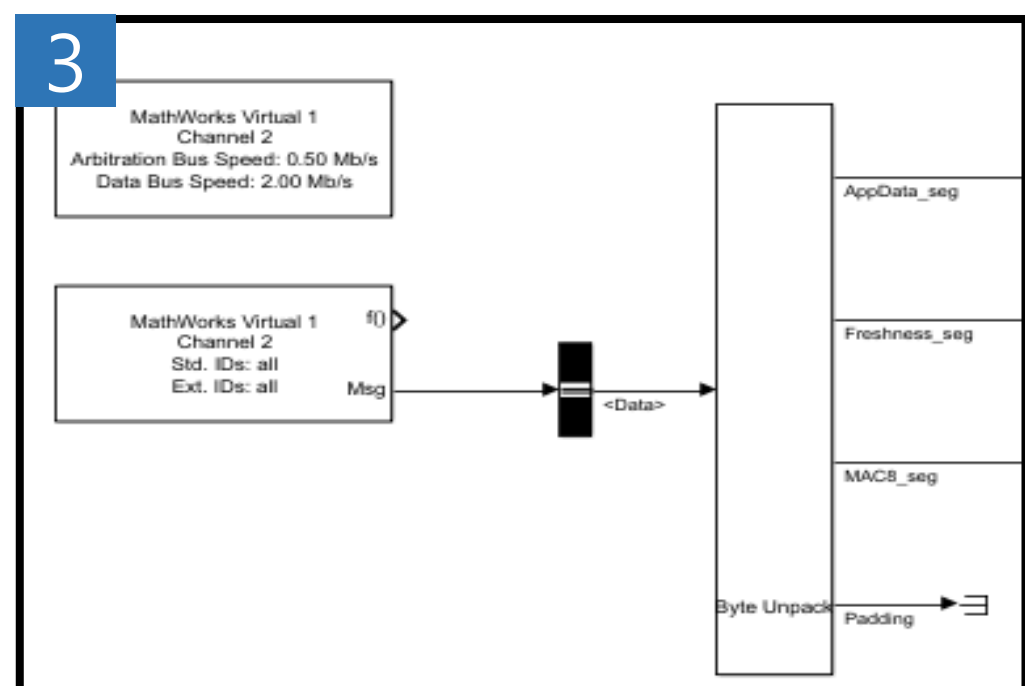 3
MathWorks Virtual 1
Channel 2
Arbitration Bus Speed: 0.50 Mb/s
Data Bus Speed: 2.00 Mb/s
MathWorks Virtual 1
Channel 2
Std. IDs: all
Ext. IDs: all
f()
Msg
<Data>
Byte Unpack
AppData_seg
Freshness_seg
MAC8_seg
Padding